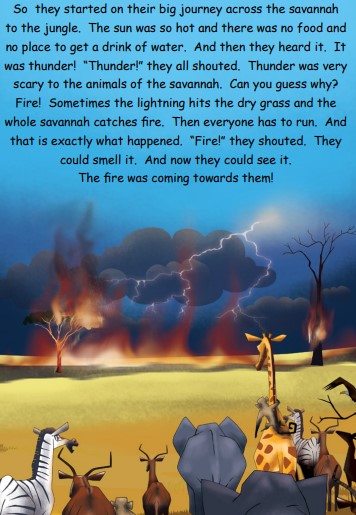 So they started on their big journey across the savannah
to the jungle. The sun was so hot and there was no food and
no place to get a drink of water. And then they heard it. It
was thunder! “Thunder!” they all shouted. Thunder was very
scary to the animals of the savannah. Can you guess why?
Fire! Sometimes the lightning hits the dry grass and the
whole savannah catches fire. Then everyone has to run. And
that is exactly what happened. “Fire!” they shouted. They
could smell it. And now they could see it.
The fire was coming towards them!